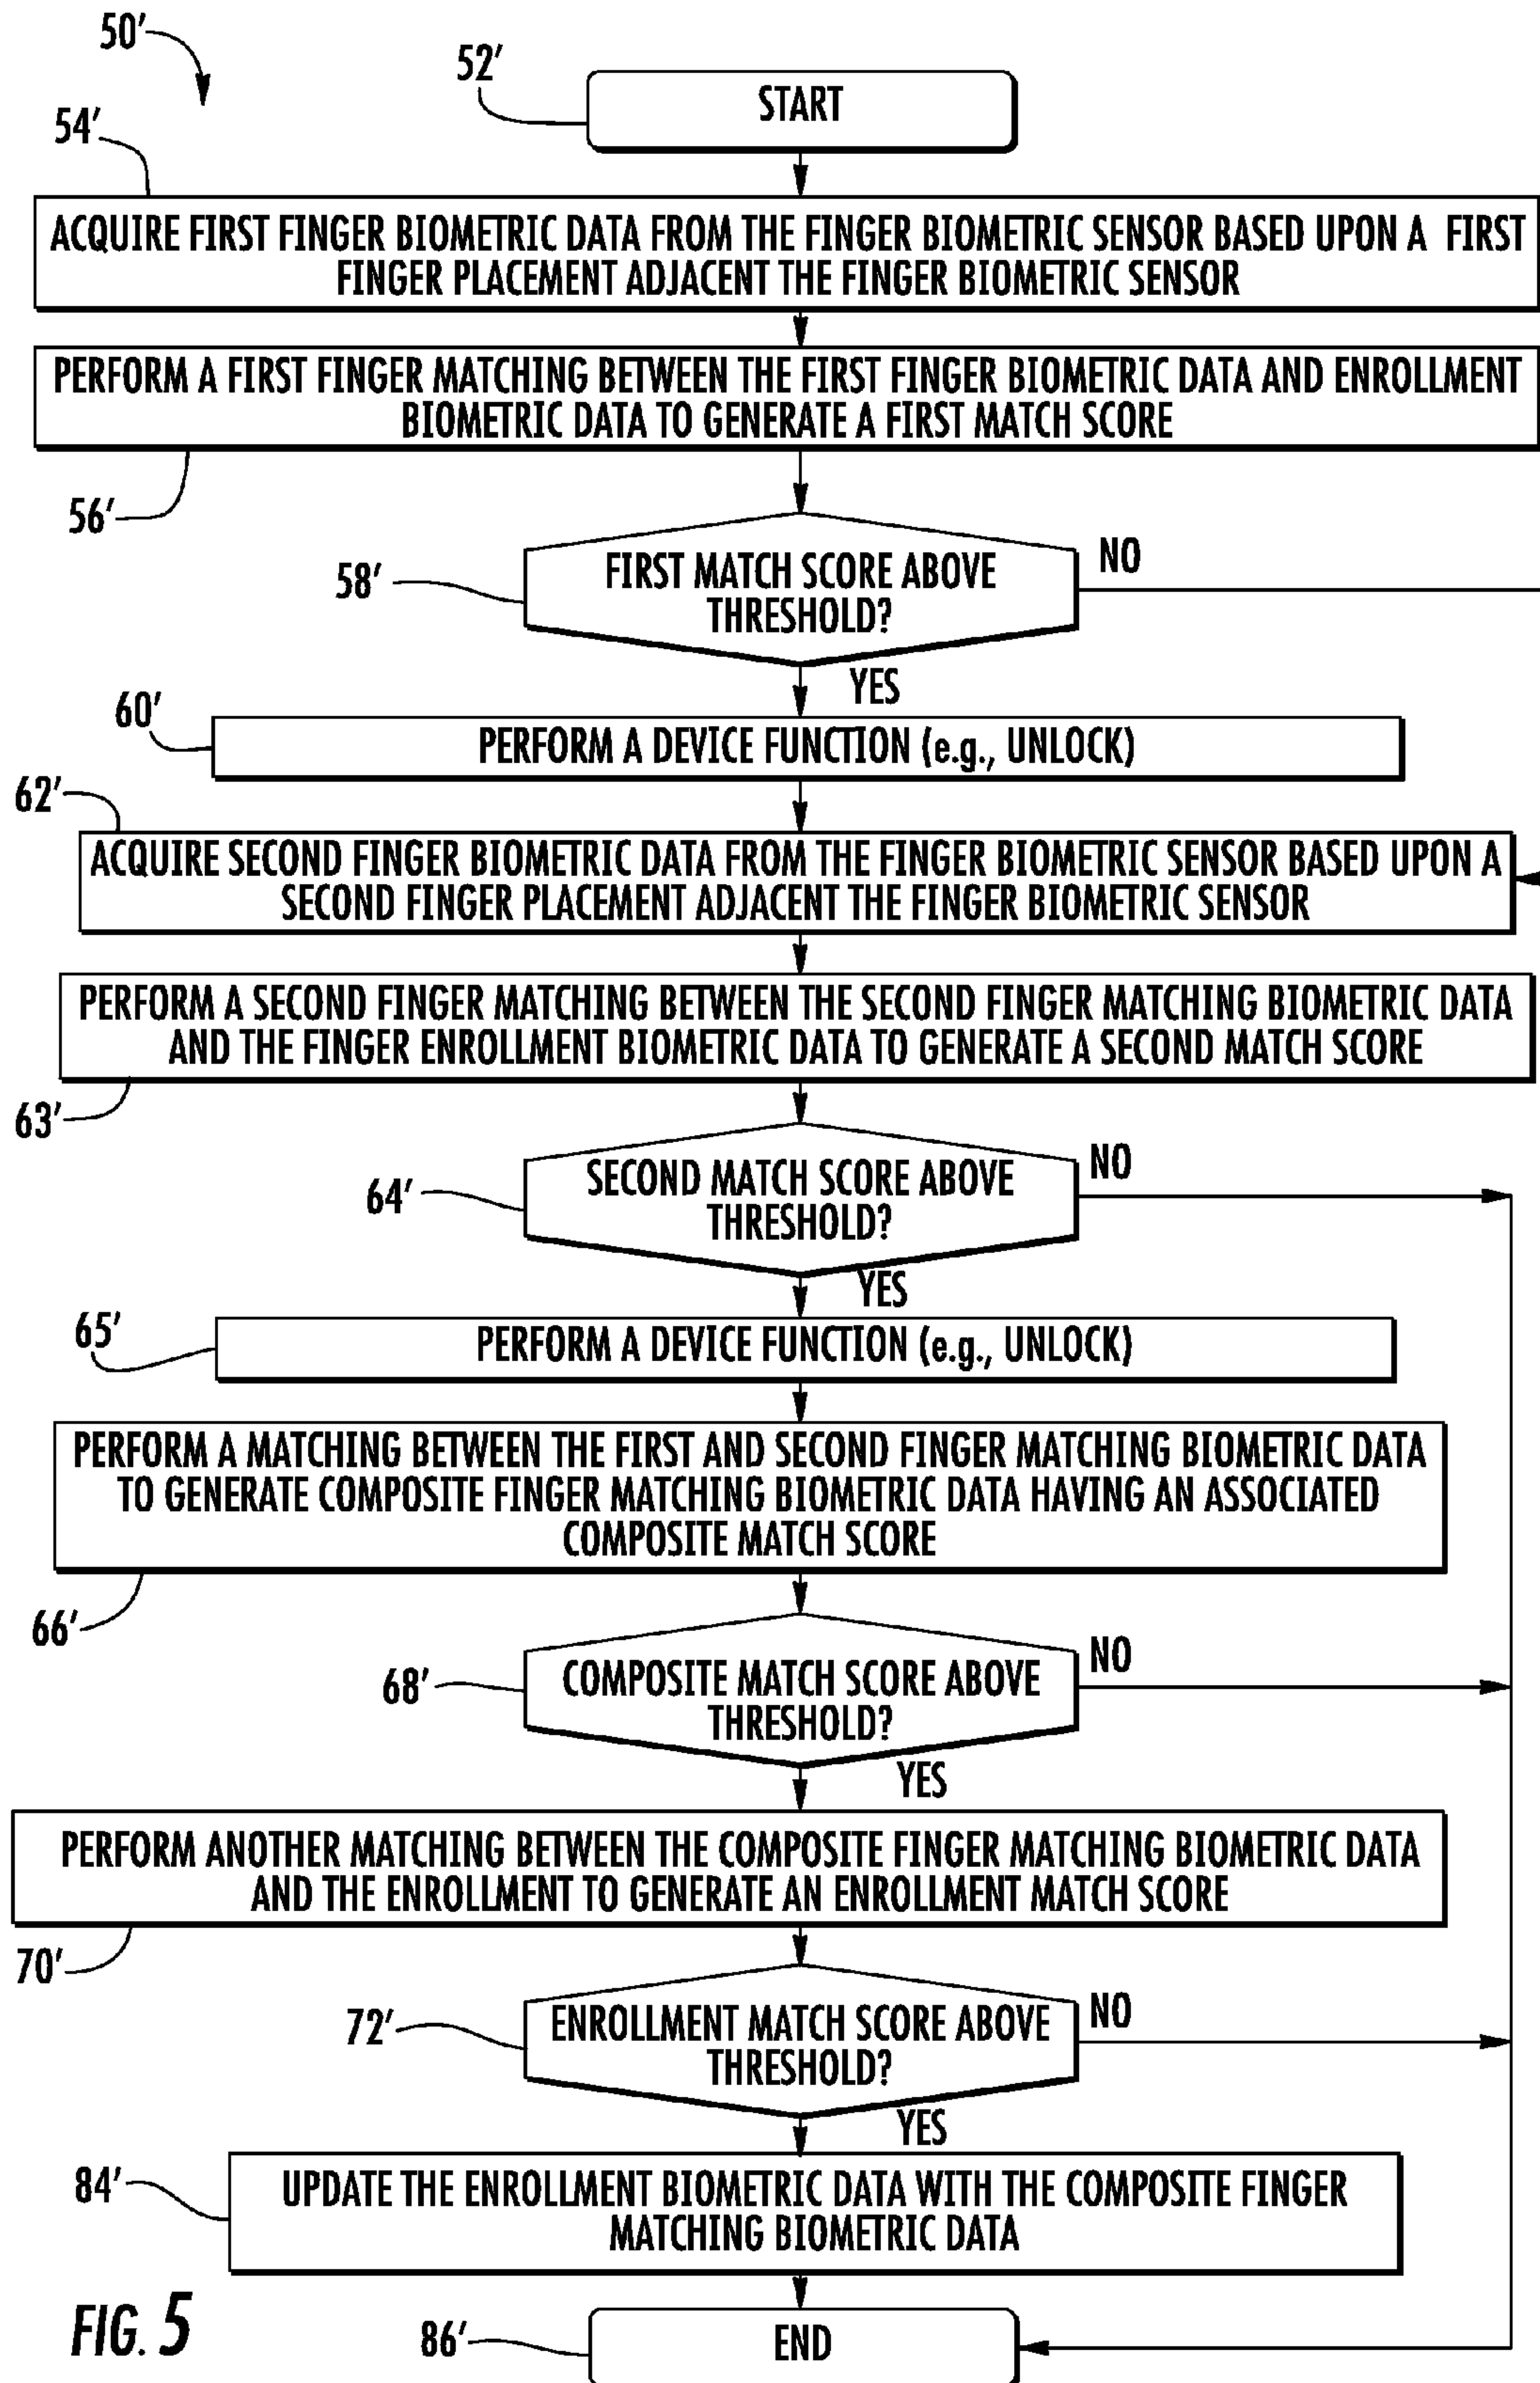 50′
52′
START
54′
ACQUIRE FIRST FINGER BIOMETRIC DATA FROM THE FINGER BIOMETRIC SENSOR BASED UPON A FIRST
FINGER PLACEMENT ADJACENT THE FINGER BIOMETRIC SENSOR
PERFORM A FIRST FINGER MATCHING BETWEEN THE FIRST FINGER BIOMETRIC DATA AND ENROLLMENT
BIOMETRIC DATA TO GENERATE A FIRST MATCH SCORE
56′
58′
FIRST MATCH SCORE ABOVE
THRESHOLD?
NO
YES
60′
PERFORM A DEVICE FUNCTION (e.g., UNLOCK)
62′
ACQUIRE SECOND FINGER BIOMETRIC DATA FROM THE FINGER BIOMETRIC SENSOR BASED UPON A
SECOND FINGER PLACEMENT ADJACENT THE FINGER BIOMETRIC SENSOR
PERFORM A SECOND FINGER MATCHING BETWEEN THE SECOND FINGER MATCHING BIOMETRIC DATA
AND THE FINGER ENROLLMENT BIOMETRIC DATA TO GENERATE A SECOND MATCH SCORE
63′
64′
SECOND MATCH SCORE ABOVE
THRESHOLD?
NO
YES
65′
PERFORM A DEVICE FUNCTION (e.g., UNLOCK)
PERFORM A MATCHING BETWEEN THE FIRST AND SECOND FINGER MATCHING BIOMETRIC DATA
TO GENERATE COMPOSITE FINGER MATCHING BIOMETRIC DATA HAVING AN ASSOCIATED
COMPOSITE MATCH SCORE
66′
68′
COMPOSITE MATCH SCORE ABOVE
THRESHOLD?
NO
YES
PERFORM ANOTHER MATCHING BETWEEN THE COMPOSITE FINGER MATCHING BIOMETRIC DATA
AND THE ENROLLMENT TO GENERATE AN ENROLLMENT MATCH SCORE
70′
72′
ENROLLMENT MATCH SCORE ABOVE
THRESHOLD?
NO
YES
84′
UPDATE THE ENROLLMENT BIOMETRIC DATA WITH THE COMPOSITE FINGER
MATCHING BIOMETRIC DATA
FIG. 5
86′
END